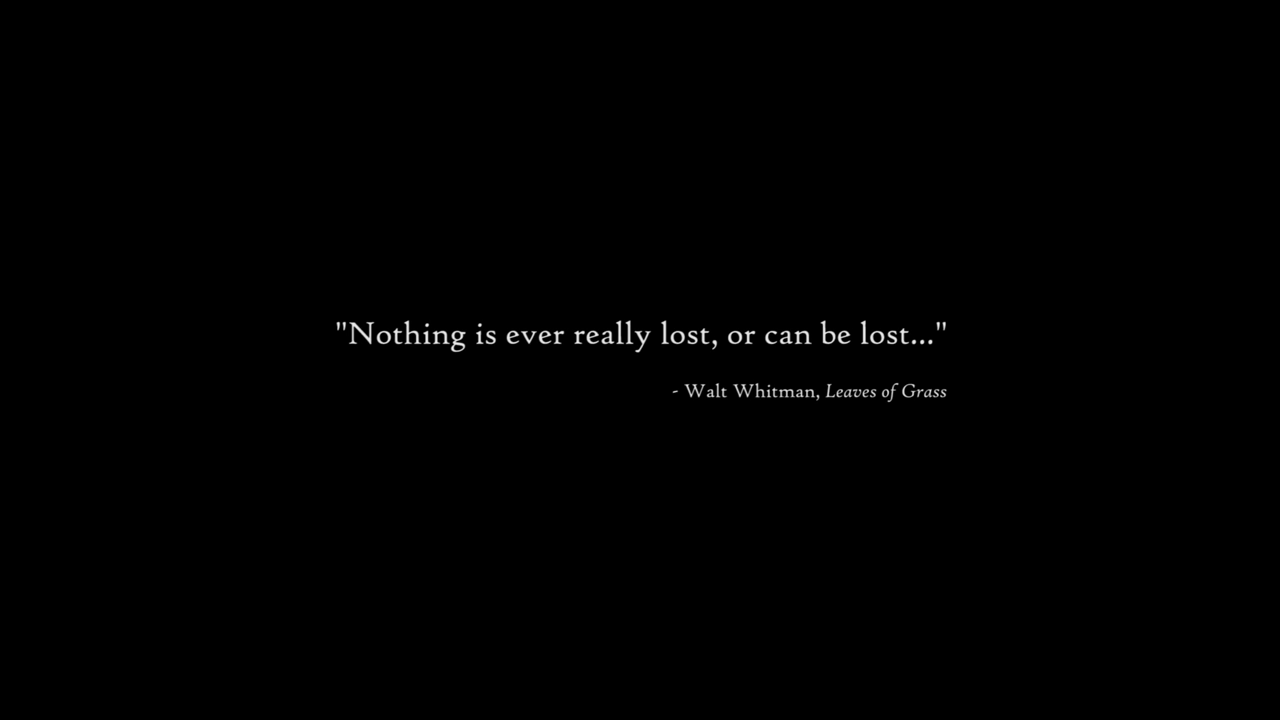 "Nothing is ever really lost, or can be lost..."
- Walt Whitman, Leaves of Grass